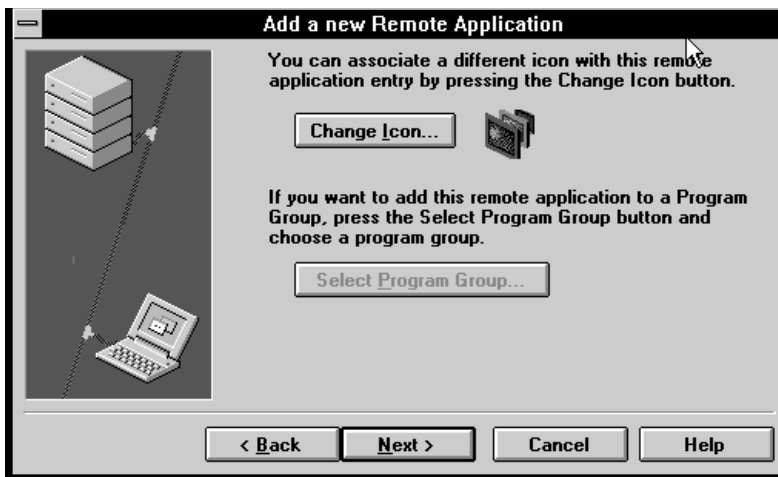 Add a new Remote Application
You can associate a different icon with this remote
application entry by pressing the Change Icon button.
Change Icon...
If you want to add this remote application to a Program
Group, press the Select Program Group button and
choose a program group.
Select Program Group...
< Back
Next >
Cancel
Help